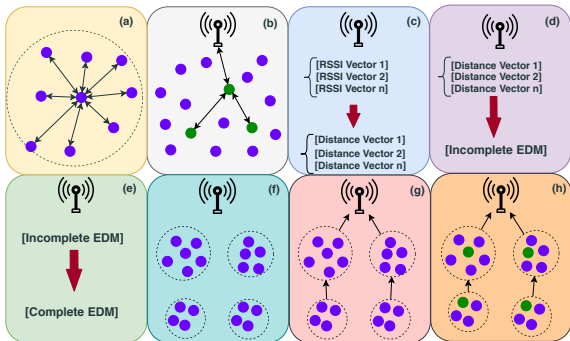 (a)
(b)
(c)
[RSSI Vector 1]
[RSSI Vector 2]
[RSSI Vector n]
[Distance Vector 1]
[Distance Vector 2]
[Distance Vector n]
(d)
[Distance Vector 1]
[Distance Vector 2]
[Distance Vector n]
[Incomplete EDM]
(e)
[Incomplete EDM]
[Complete EDM]
(f)
(g)
(h)